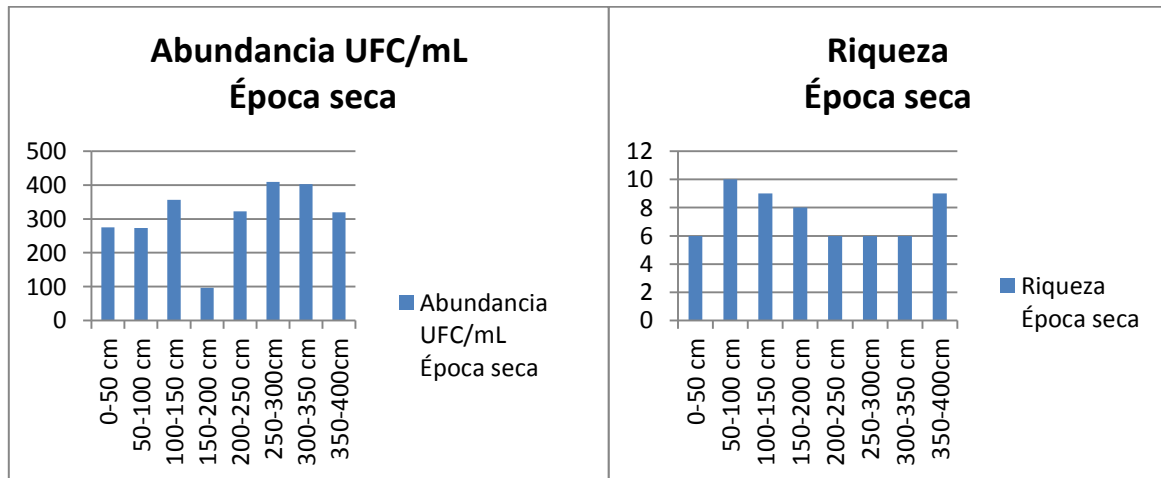 Abundancia UFC/mL
Época seca
500
400
300
200
100
0
0-50 cm
50-100 cm
100-150 cm
150-200 cm
200-250 cm
250-300cm
300-350 cm
350-400cm
Abundancia
UFC/mL
Época seca
Riqueza
Época seca
12
10
8
6
4
2
0
0-50 cm
50-100 cm
100-150 cm
150-200 cm
200-250 cm
250-300cm
300-350 cm
350-400cm
Riqueza
Época seca